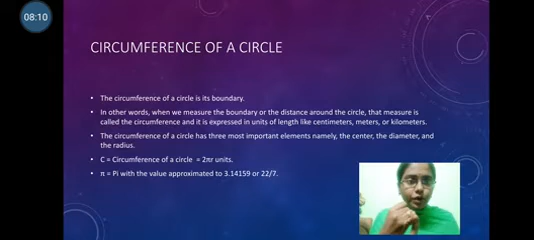 08:10
CIRCUMFERENCE OF A CIRCLE
• The circumference of a circle is its boundary.
• In other words, when we measure the boundary or the distance around the circle, that measure is
called the circumference and it is expressed in units of length like centimeters, meters, or kilometers.
• The circumference of a circle has three most important elements namely, the center, the diameter, and
the radius.
• C = Circumference of a circle = 2πr units.
• π = Pi with the value approximated to 3.14159 or 22/7.